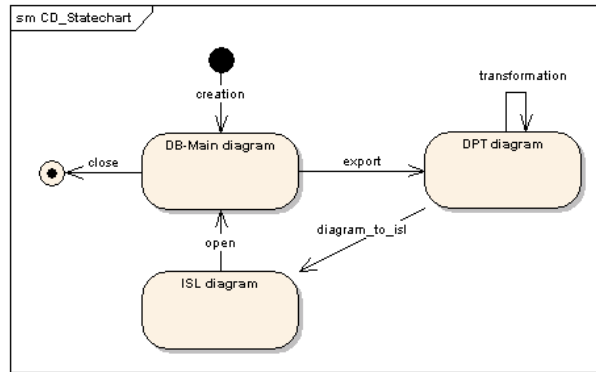 sm CD_Statechart
transformation
creation
DB-Main diagram
DPT diagram
close
export
diagram_to_isl
open
ISL diagram